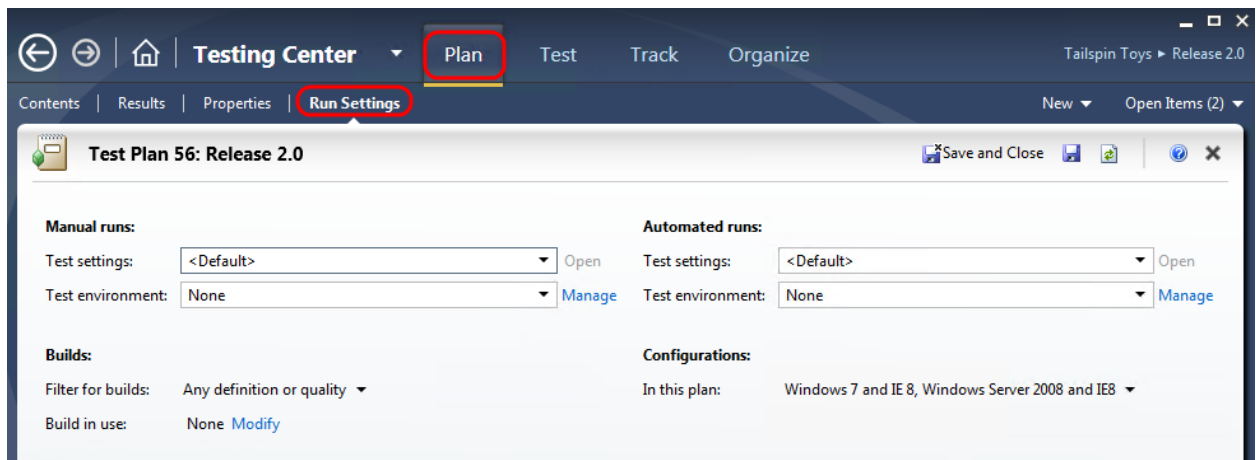 Testing Center Plan Test Track Organize Tailspin Toys ▸ Release 2.0
Contents | Results | Properties | Run Settings New Open Items (2)
Test Plan 56: Release 2.0 Save and Close
Manual runs: Automated runs:
Test settings: <Default> Open Test settings: <Default> Open
Test environment: None Manage Test environment: None Manage
Builds: Configurations:
Filter for builds: Any definition or quality In this plan: Windows 7 and IE 8, Windows Server 2008 and IE8
Build in use: None Modify